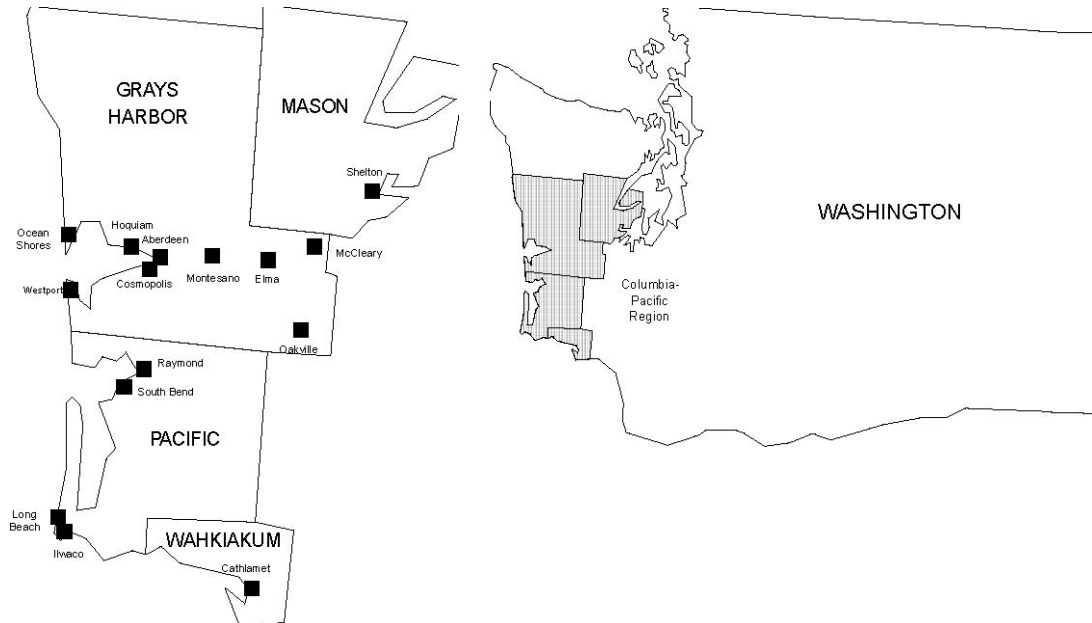 GRAYS
HARBOR
MASON
Shelton
Ocean
Shores
Hoquiam
Aberdeen
McCleary
Cosmopolis
Montesano
Elma
Westport
Oakville
Raymond
South Bend
PACIFIC
Long
Beach
Ilwaco
WAHKIAKUM
Cathlamet
WASHINGTON
Columbia-
Pacific
Region